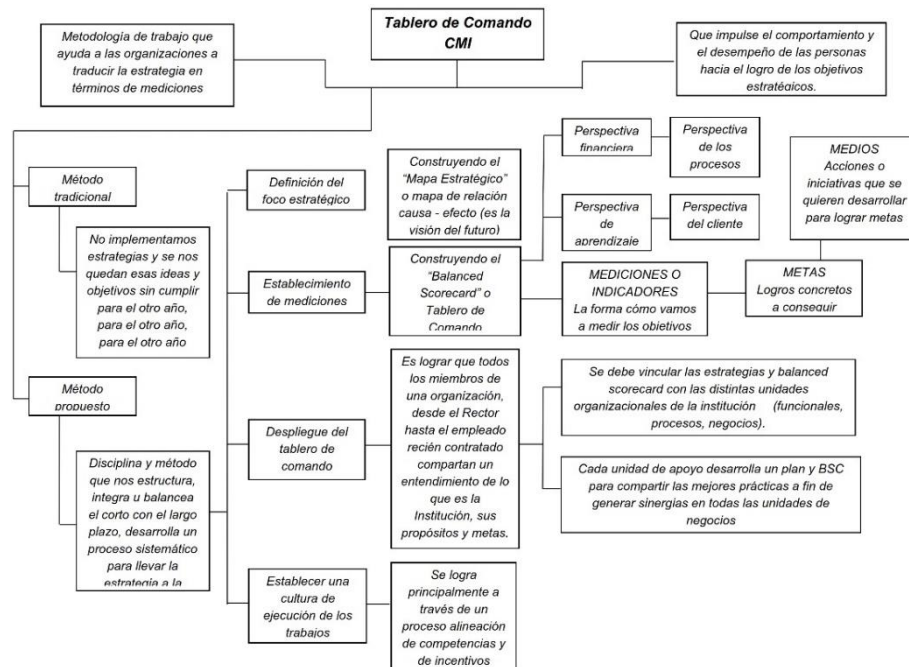 Tablero de Comando
CMI
Metodología de trabajo que
ayuda a las organizaciones a
traducir la estrategia en
términos de mediciones
Que impulse el comportamiento y
el desempeño de las personas
hacia el logro de los objetivos
estratégicos.
Método
tradicional
No implementamos
estrategias y se nos
quedan esas ideas y
objetivos sin cumplir
para el otro año,
para el otro año,
para el otro año
Método
propuesto
Disciplina y método
que nos estructura,
integra u balancea
el corto con el largo
plazo, desarrolla un
proceso sistemático
para llevar la
estrategia a la
Definición del
foco estratégico
Construyendo el
“Mapa Estratégico”
o mapa de relación
causa - efecto (es la
visión del futuro)
Establecimiento
de mediciones
Construyendo el
“Balanced
Scorecard” o
Tablero de
Comando
Perspectiva
financiera
Perspectiva
de los
procesos
Perspectiva
de
aprendizaje
Perspectiva
del cliente
MEDICIONES O
INDICADORES
La forma cómo vamos
a medir los objetivos
METAS
Logros concretos
a conseguir
MEDIOS
Acciones o
iniciativas que se
quieren desarrollar
para lograr metas
Despliegue del
tablero de
comando
Es lograr que todos
los miembros de
una organización,
desde el Rector
hasta el empleado
recién contratado
compartan un
entendimiento de lo
que es la
Institución, sus
propósitos y metas.
Se debe vincular las estrategias y balanced
scorecard con las distintas unidades
organizacionales de la institución (funcionales,
procesos, negocios).
Cada unidad de apoyo desarrolla un plan y BSC
para compartir las mejores prácticas a fin de
generar sinergias en todas las unidades de
negocios
Establecer una
cultura de
ejecución de los
trabajos
Se logra
principalmente a
través de un
proceso alineación
de competencias y
de incentivos